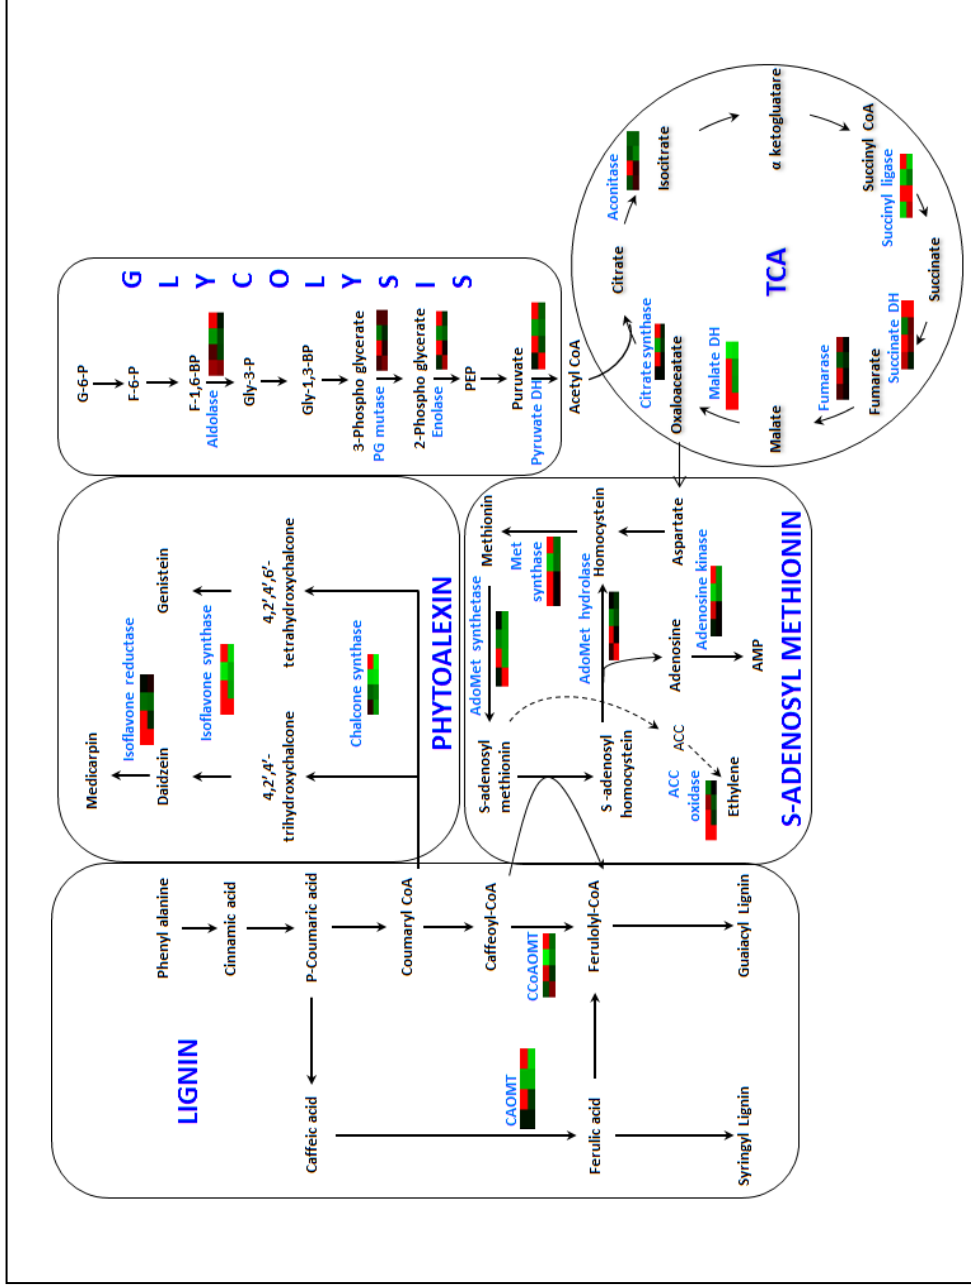 LIGNIN
Phenyl alanine
Cinnamic acid
P-Coumaric acid
Caffeic acid
Coumaryl CoA
Caffeoyl-CoA
CAOMT
CCoAOMT
Ferulic acid
Ferulolyl-CoA
Syringyl Lignin
Guaiacyl Lignin
Medicarpin
Isoflavone reductase
Daidzein
Genistein
Isoflavone synthase
4,2',4'-
trihydroxychalcone
4,2',4',6'-
tetrahydroxychalcone
Chalcone synthase
PHYTOALEXIN
AdoMet synthetase
Methionin
S-adenosyl
methionin
Met
synthase
AdoMet hydrolase
Homocystein
S -adenosyl
homocystein
ACC
ACC
oxidase
Ethylene
Adenosine
Aspartate
Adenosine kinase
AMP
S-ADENOSYL METHIONIN
G-6-P
F-6-P
F-1,6-BP
Aldolase
Gly-3-P
Gly-1,3-BP
3-Phospho glycerate
PG mutase
2-Phospho glycerate
Enolase
PEP
Puruvate
Pyruvate DH
Acetyl CoA
G
L
Y
C
O
L
Y
S
I
S
Citrate
Aconitase
Isocitrate
Citrate synthase
Oxaloaceatate
Malate DH
TCA
α ketogluatare
Malate
Fumarase
Fumarate
Succinate DH
Succinate
Succinyl ligase
Succinyl CoA